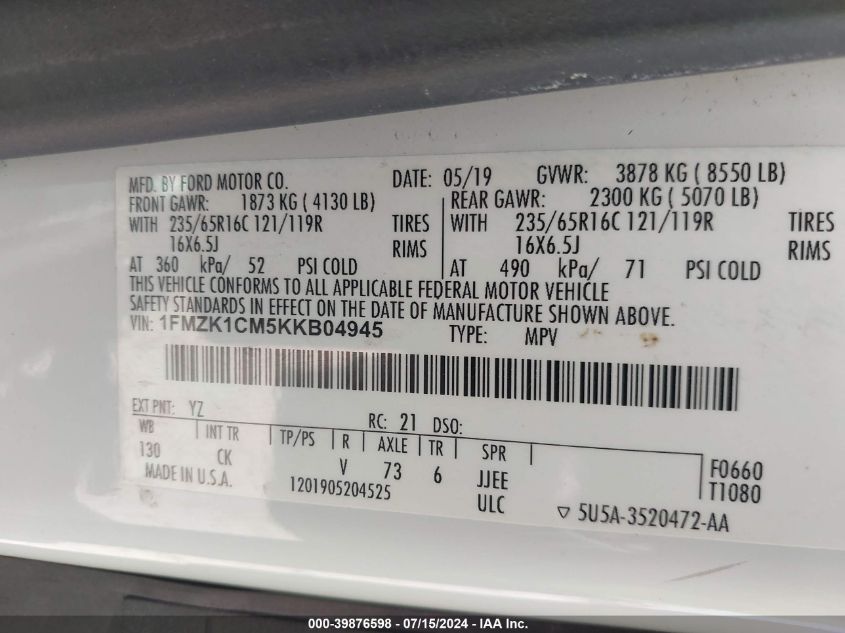 MFD. BY FORD MOTOR CO. DATE: 05/19 GVWR: 3878 KG ( 8550 LB)
FRONT GAWR: 1873 KG ( 4130 LB) REAR GAWR: 2300 KG ( 5070 LB)
WITH 235/65R16C 121/119R TIRES WITH 235/65R16C 121/119R TIRES
16X6.5J RIMS 16X6.5J RIMS
AT 360 kPa/ 52 PSI COLD AT 490 kPa/ 71 PSI COLD
THIS VEHICLE CONFORMS TO ALL APPLICABLE FEDERAL MOTOR VEHICLE
SAFETY STANDARDS IN EFFECT ON THE DATE OF MANUFACTURE SHOWN ABOVE.
VIN: 1FMZK1CM5KKB04945 TYPE: MPV
EXT PNT: YZ RC: 21 DSO:
WB INT TR TP/PS R AXLE TR SPR
130 CK V 73 6 JJEE F0660
MADE IN U.S.A. 1201905204525 ULC T1080
▽ 5U5A-3520472-AA
000-39876598 - 07/15/2024 - IAA Inc.